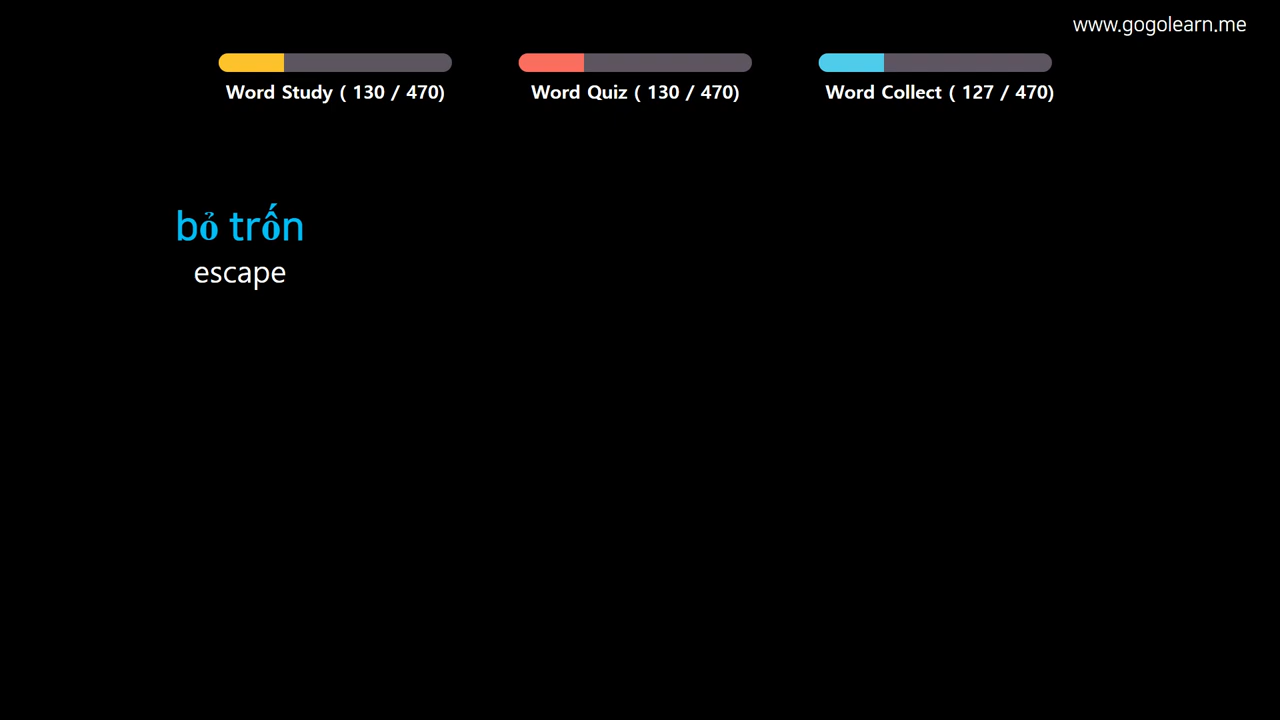 www.gogolearn.me
Word Study ( 130 / 470)
Word Quiz ( 130 / 470)
Word Collect ( 127 / 470)
bỏ trốn
escape